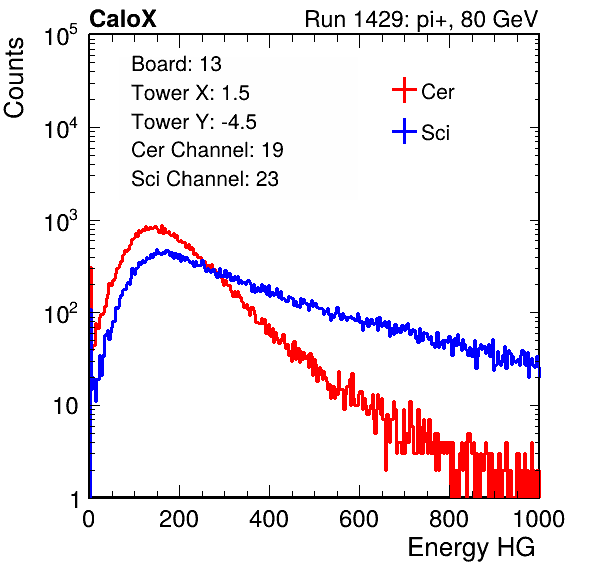 CaloX Run 1429: pi+, 80 GeV
Counts
10^5
10^4
10^3
10^2
10
1
Board: 13
Tower X: 1.5
Tower Y: -4.5
Cer Channel: 19
Sci Channel: 23
Cer
Sci
0 200 400 600 800 1000
Energy HG